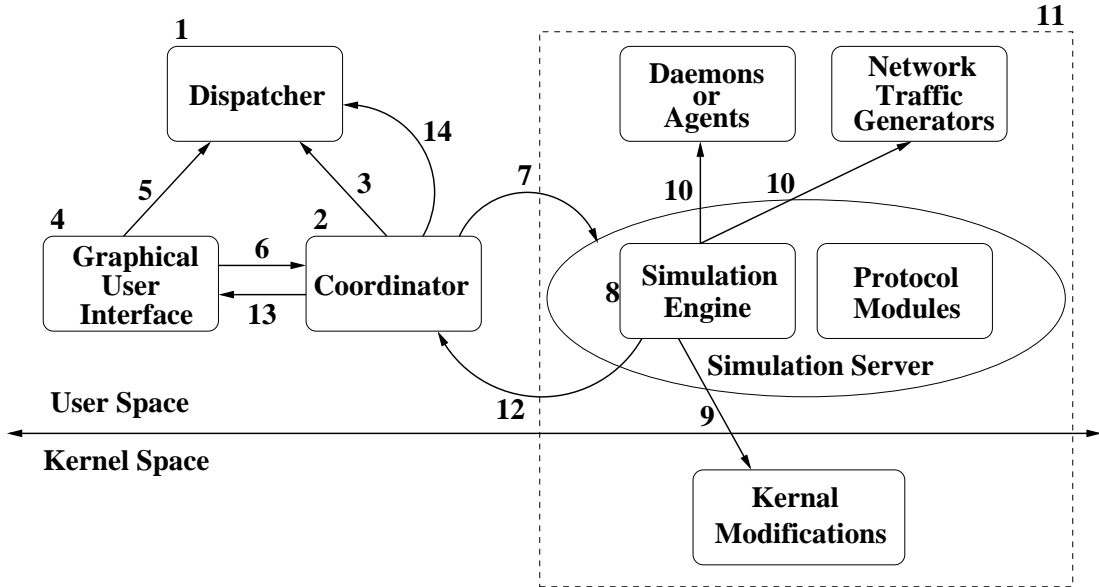 1
Dispatcher
14
5
3
4
Graphical
User
Interface
6
13
2
Coordinator
7
12
11
Daemons
or
Agents
Network
Traffic
Generators
10
10
8
Simulation
Engine
Protocol
Modules
Simulation Server
9
User Space
Kernel Space
Kernal
Modifications